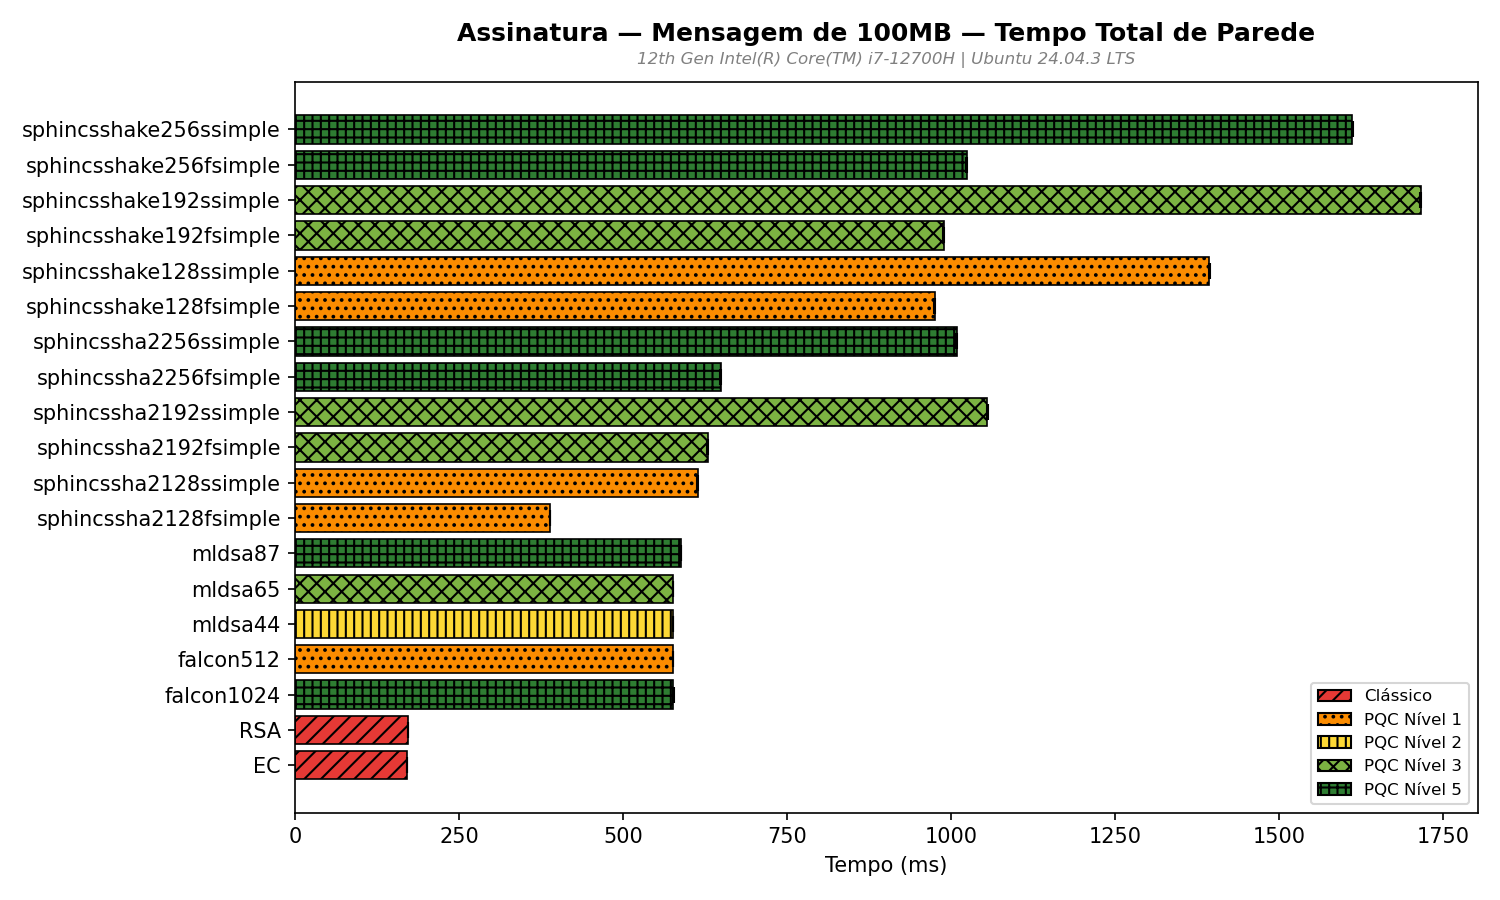 Assinatura — Mensagem de 100MB — Tempo Total de Parede
12th Gen Intel(R) Core(TM) i7-12700H | Ubuntu 24.04.3 LTS
sphincsshake256ssimple
sphincsshake256fsimple
sphincsshake192ssimple
sphincsshake192fsimple
sphincsshake128ssimple
sphincsshake128fsimple
sphincssha2256ssimple
sphincssha2256fsimple
sphincssha2192ssimple
sphincssha2192fsimple
sphincssha2128ssimple
sphincssha2128fsimple
mldsa87
mldsa65
mldsa44
falcon512
falcon1024
RSA
EC
Clássico
PQC Nível 1
PQC Nível 2
PQC Nível 3
PQC Nível 5
0 250 500 750 1000 1250 1500 1750
Tempo (ms)